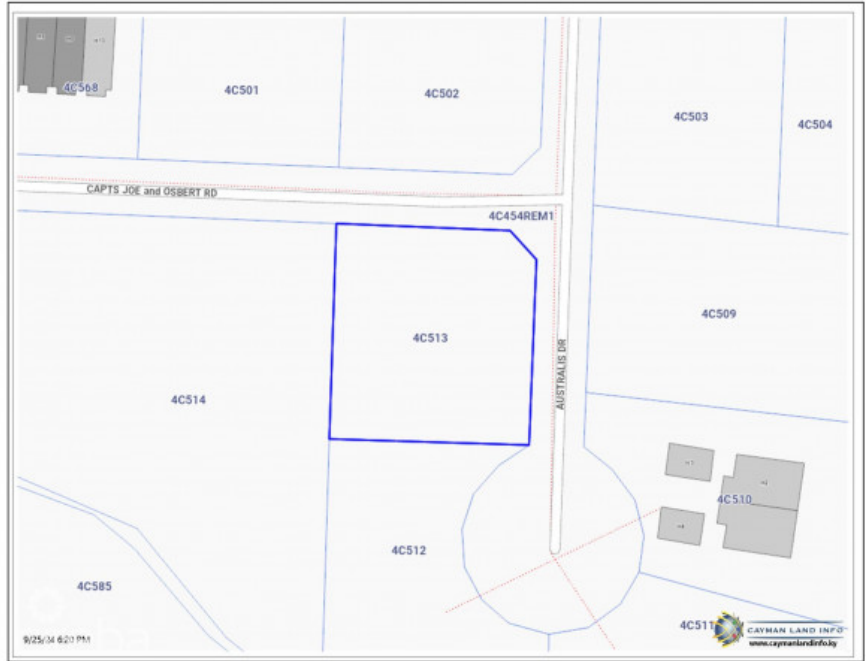 4C568
4C501
4C502
4C503
4C504
CAPTS JOE and OSBERT RD
4C454REM1
4C513
4C509
AUSTRALIS DR
4C514
4C510
4C512
4C585
4C511
9/25/24 6:20 PM
CAYMAN LAND INFO
www.caymanlandinfo.ky